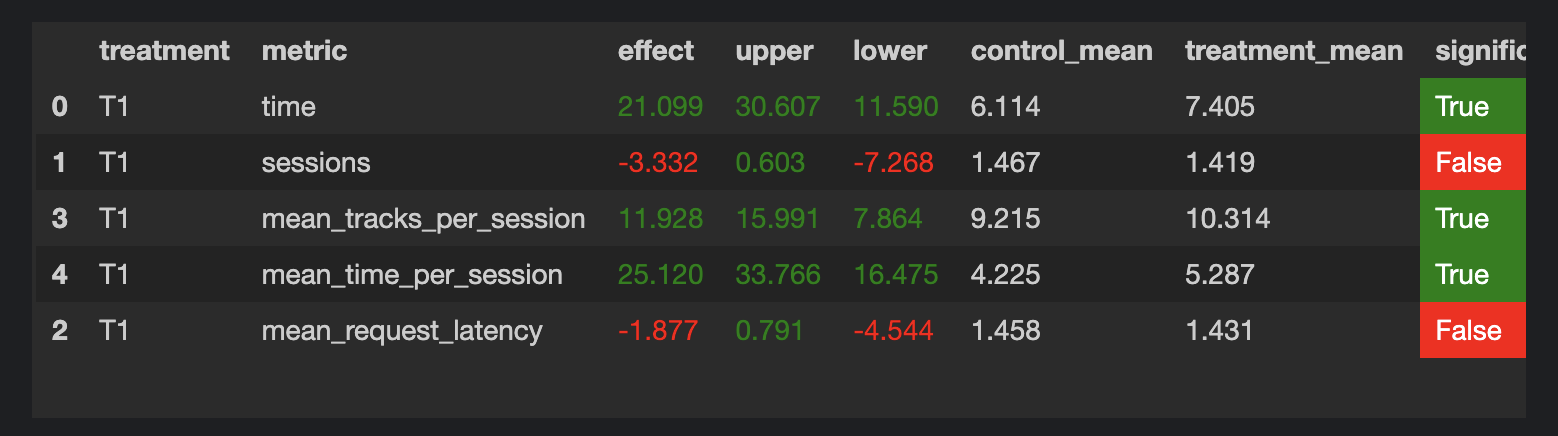 treatment metric effect upper lower control_mean treatment_mean signific
0 T1 time 21.099 30.607 11.590 6.114 7.405 True
1 T1 sessions -3.332 0.603 -7.268 1.467 1.419 False
3 T1 mean_tracks_per_session 11.928 15.991 7.864 9.215 10.314 True
4 T1 mean_time_per_session 25.120 33.766 16.475 4.225 5.287 True
2 T1 mean_request_latency -1.877 0.791 -4.544 1.458 1.431 False